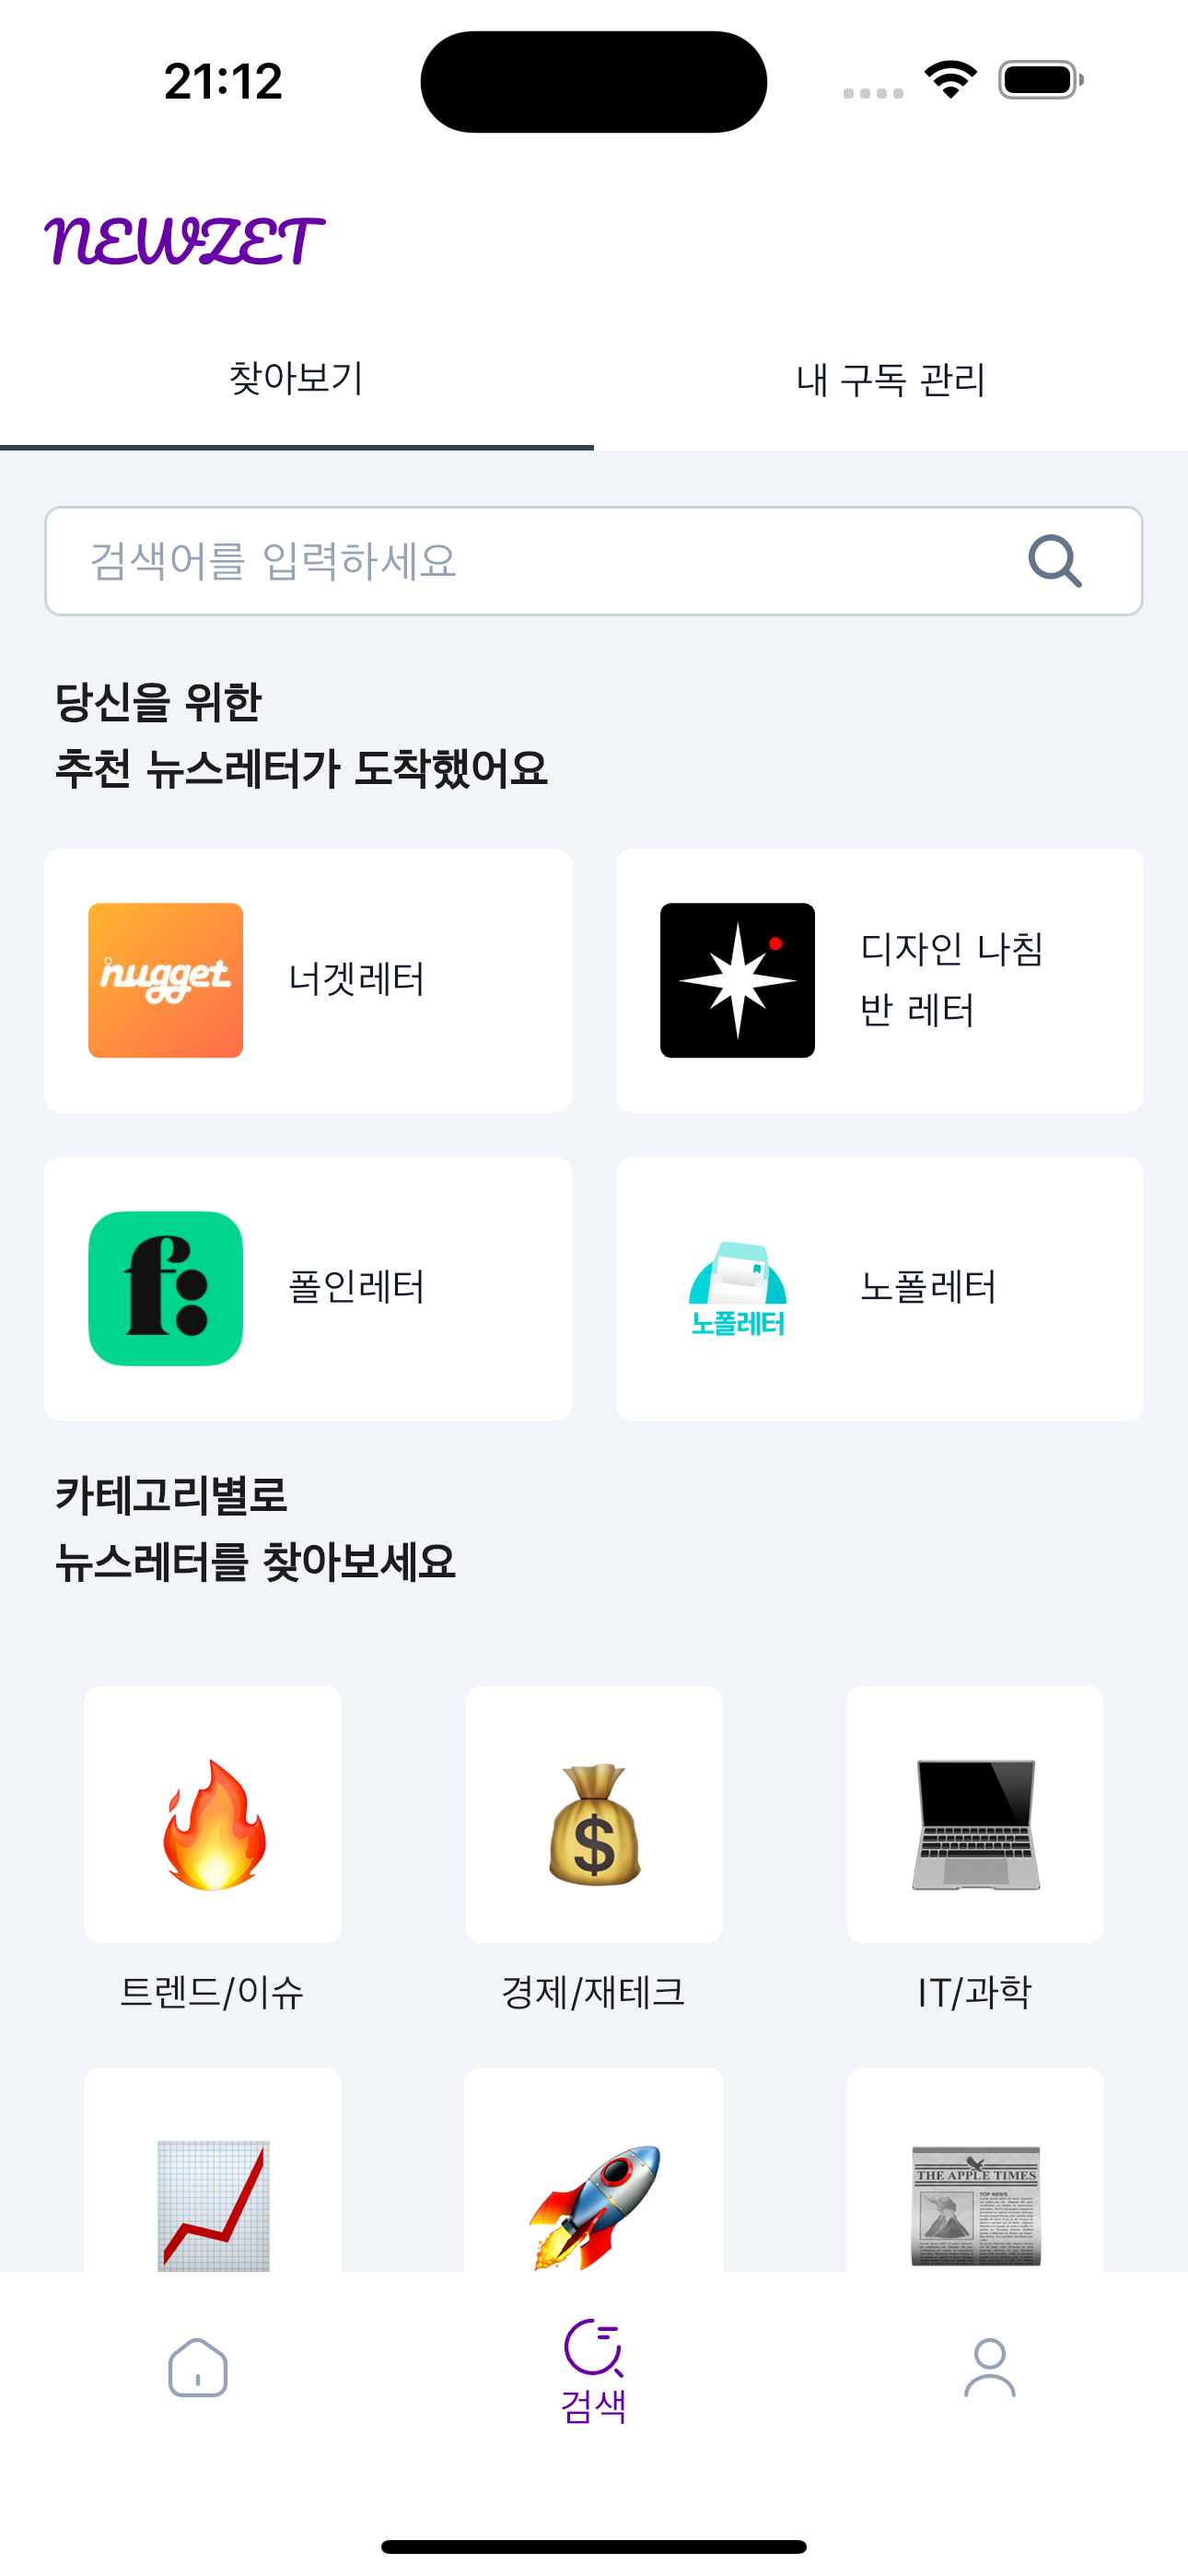 21:12
NEWZET
찾아보기
내 구독 관리
검색어를 입력하세요
당신을 위한
추천 뉴스레터가 도착했어요
nugget
너겟레터
디자인 나침
반 레터
f:
폴인레터
노폴레터
노폴레터
카테고리별로
뉴스레터를 찾아보세요
$
트렌드/이슈
경제/재테크
IT/과학
THE APPLE TIMES
TOP NEWS
검색